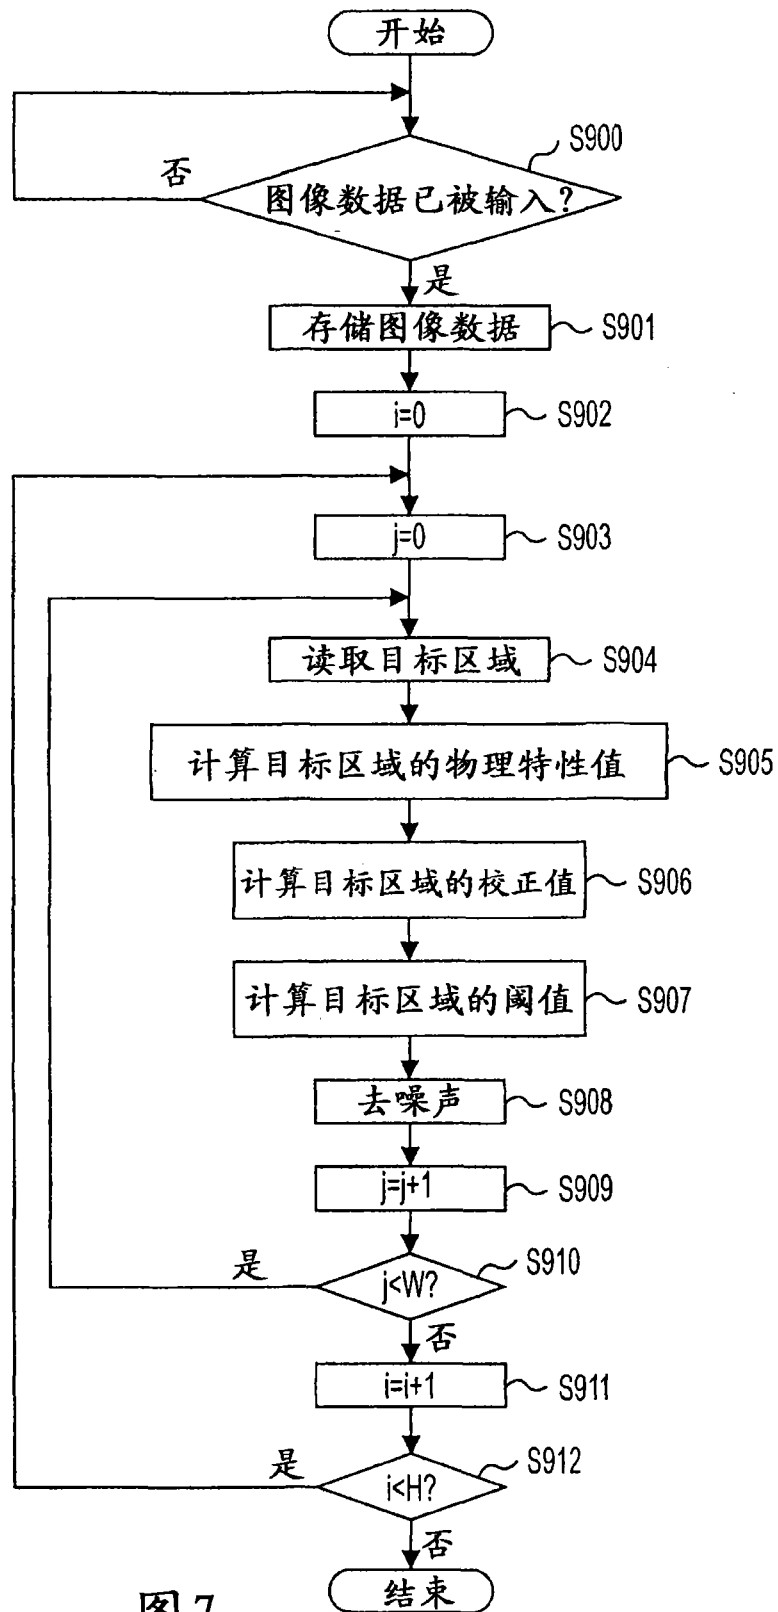 开始
S900
否
图像数据已被输入?
是
存储图像数据
S901
i=0
S902
j=0
S903
读取目标区域
S904
计算目标区域的物理特性值
S905
计算目标区域的校正值
S906
计算目标区域的阈值
S907
去噪声
S908
j=j+1
S909
是
j<W?
S910
否
i=i+1
S911
是
i<H?
S912
否
结束
图 7